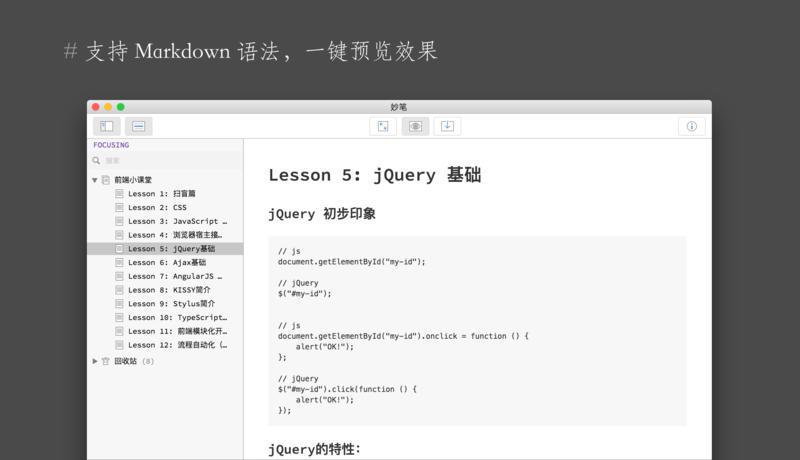 # 支持 Markdown 语法，一键预览效果
妙笔
FOCUSING
搜索
前端小课堂
Lesson 1: 扫盲篇
Lesson 2: CSS
Lesson 3: JavaScript …
Lesson 4: 浏览器宿主接…
Lesson 5: jQuery基础
Lesson 6: Ajax基础
Lesson 7: AngularJS …
Lesson 8: KISSY简介
Lesson 9: Stylus简介
Lesson 10: TypeScript…
Lesson 11: 前端模块化开…
Lesson 12: 流程自动化（…
回收站 (8)
Lesson 5: jQuery 基础
jQuery 初步印象
// js
document.getElementById("my-id");
// jQuery
$("#my-id");
// js
document.getElementById("my-id").onclick = function () {
alert("OK!");
};
// jQuery
$("#my-id").click(function () {
alert("OK!");
});
jQuery的特性：